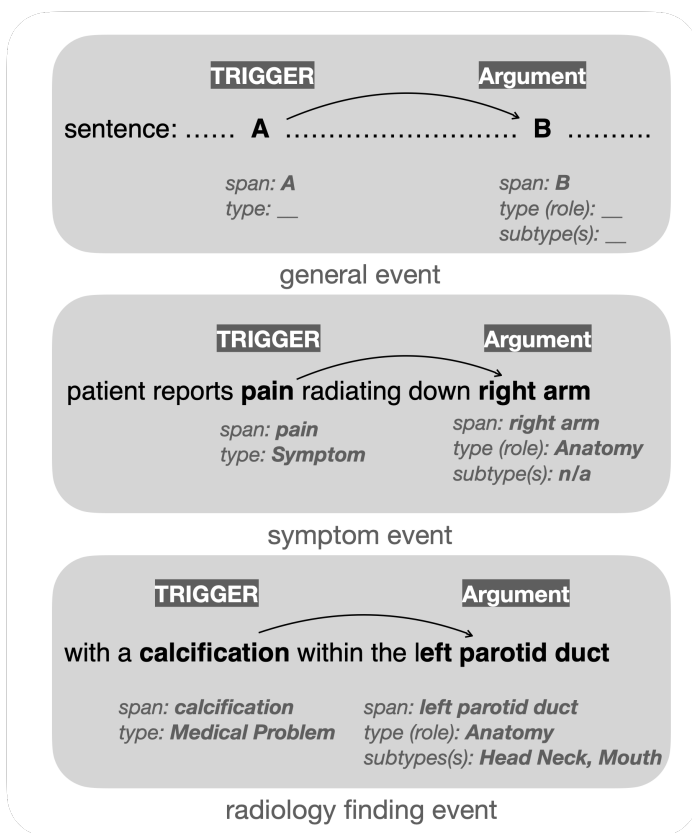 TRIGGER Argument
sentence: ...... A ................................ B ..........
span: A span: B
type: __ type (role): __
subtype(s): __
general event
TRIGGER Argument
patient reports pain radiating down right arm
span: pain span: right arm
type: Symptom type (role): Anatomy
subtype(s): n/a
symptom event
TRIGGER Argument
with a calcification within the left parotid duct
span: calcification span: left parotid duct
type: Medical Problem type (role): Anatomy
subtypes(s): Head Neck, Mouth
radiology finding event